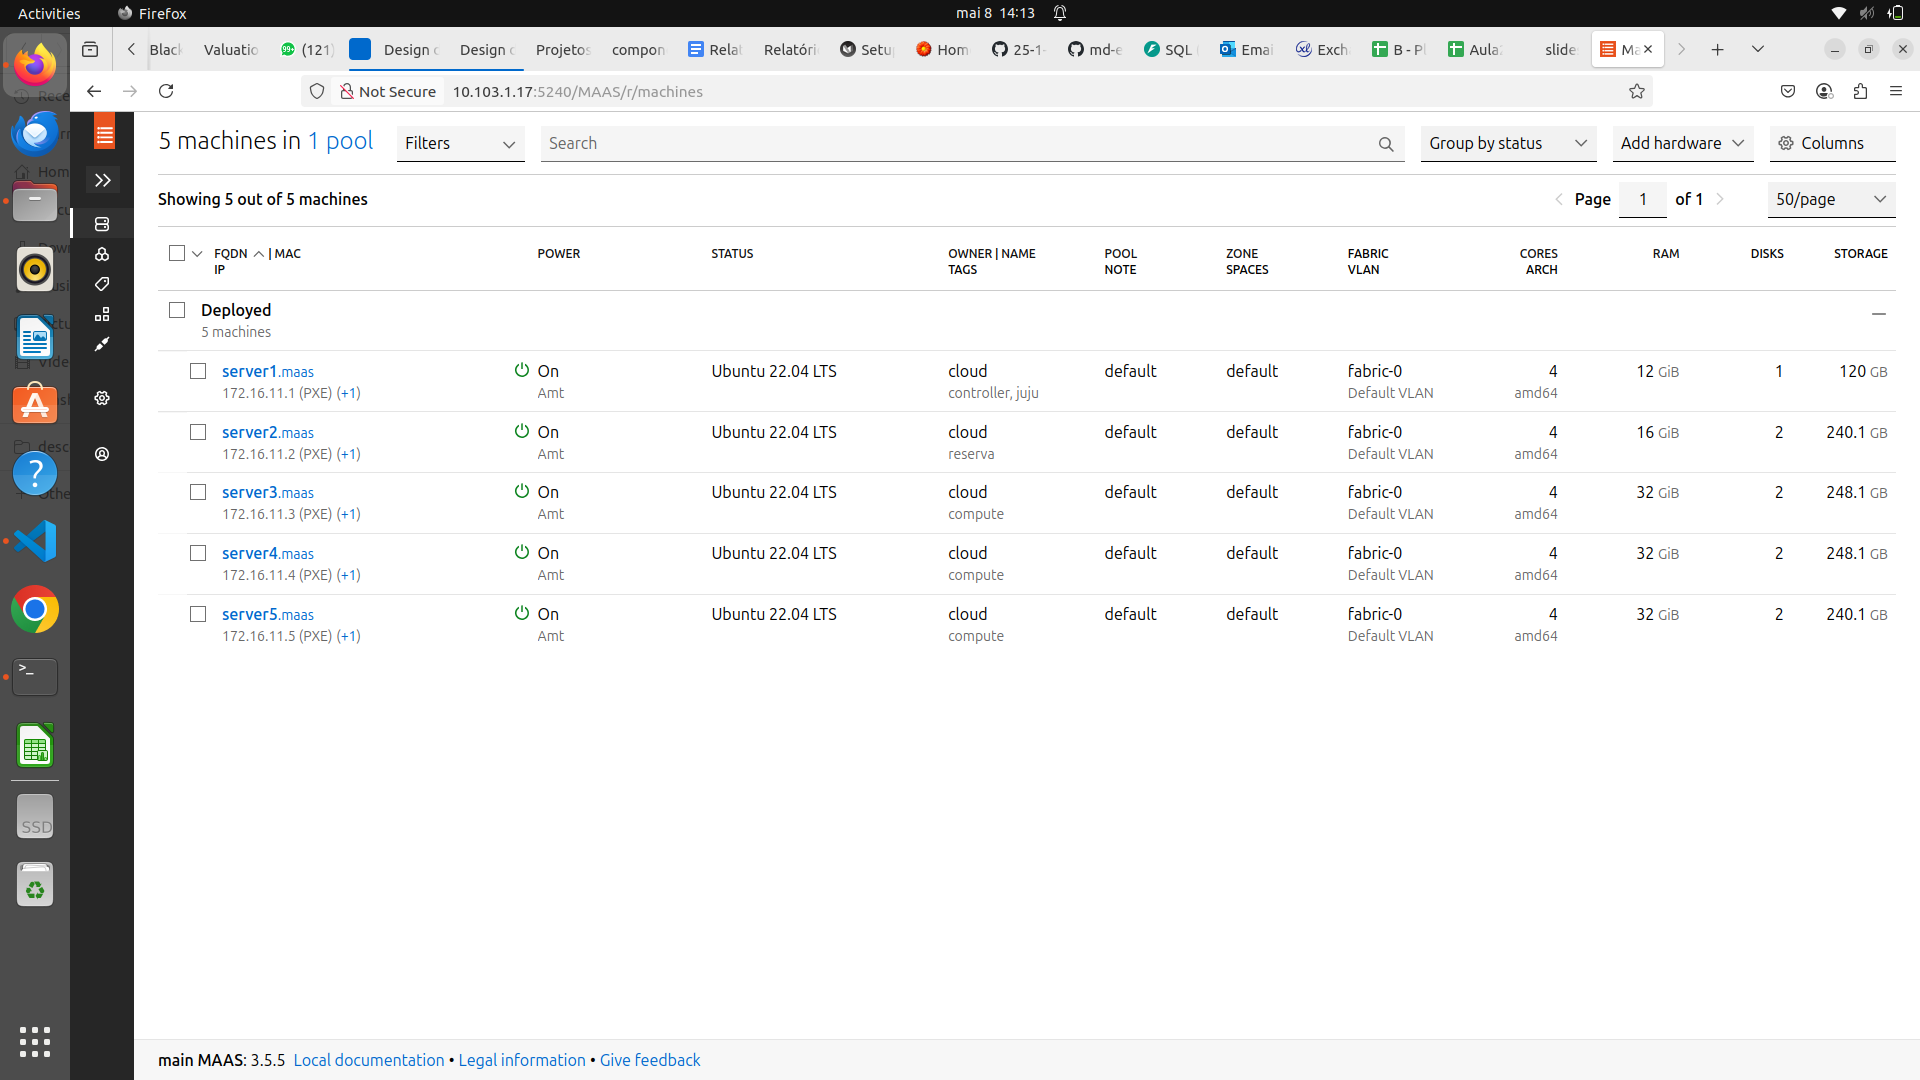 Activities Firefox mai 8 14:13
Black Valuatio (121) Design c Design c Projetos compon Relat Relatóri Setu Hom 25-1- md-e SQL Emai Exch B - Pl Aula slide Ma
Not Secure 10.103.1.17:5240/MAAS/r/machines
5 machines in 1 pool Filters Search Group by status Add hardware Columns
Showing 5 out of 5 machines Page 1 of 1 50/page
FQDN | MAC POWER STATUS OWNER | NAME POOL ZONE FABRIC CORES RAM DISKS STORAGE
IP TAGS NOTE SPACES VLAN ARCH
Deployed
5 machines
server1.maas On Ubuntu 22.04 LTS cloud default default fabric-0 4 12 GiB 1 120 GB
172.16.11.1 (PXE) (+1) Amt controller, juju Default VLAN amd64
server2.maas On Ubuntu 22.04 LTS cloud default default fabric-0 4 16 GiB 2 240.1 GB
172.16.11.2 (PXE) (+1) Amt reserva Default VLAN amd64
server3.maas On Ubuntu 22.04 LTS cloud default default fabric-0 4 32 GiB 2 248.1 GB
172.16.11.3 (PXE) (+1) Amt compute Default VLAN amd64
server4.maas On Ubuntu 22.04 LTS cloud default default fabric-0 4 32 GiB 2 248.1 GB
172.16.11.4 (PXE) (+1) Amt compute Default VLAN amd64
server5.maas On Ubuntu 22.04 LTS cloud default default fabric-0 4 32 GiB 2 240.1 GB
172.16.11.5 (PXE) (+1) Amt compute Default VLAN amd64
SSD
main MAAS: 3.5.5 Local documentation • Legal information • Give feedback